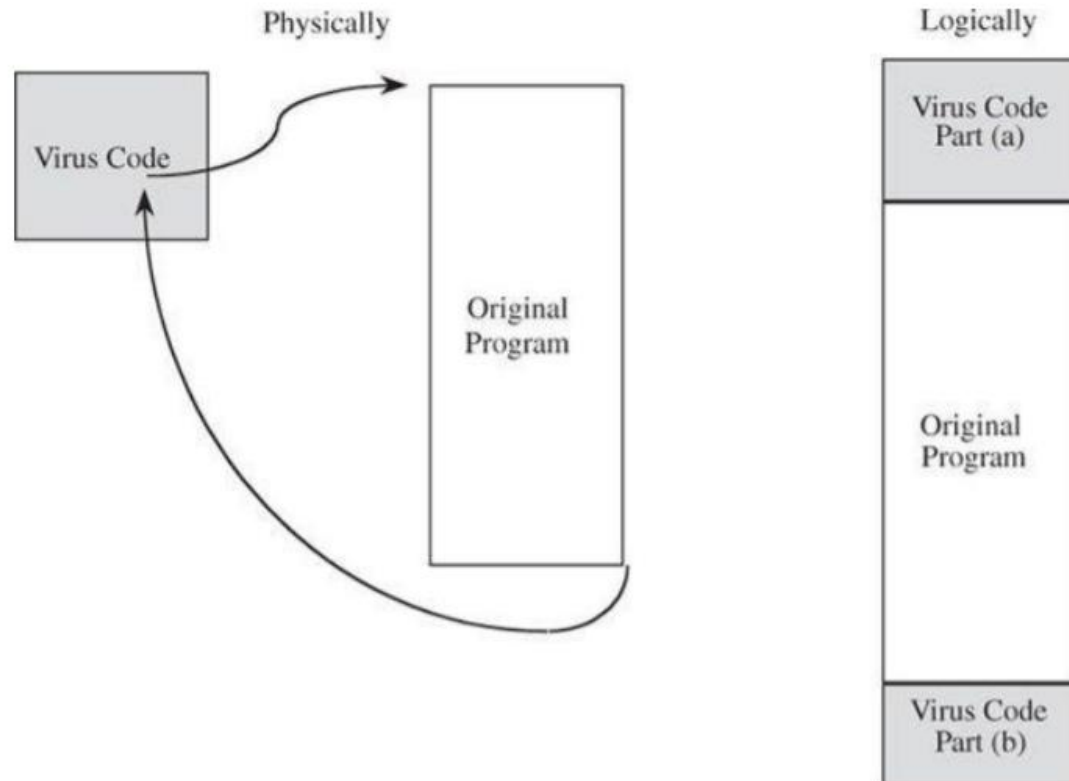 Physically
Logically
Virus Code
Original
Program
Virus Code
Part (a)
Original
Program
Virus Code
Part (b)